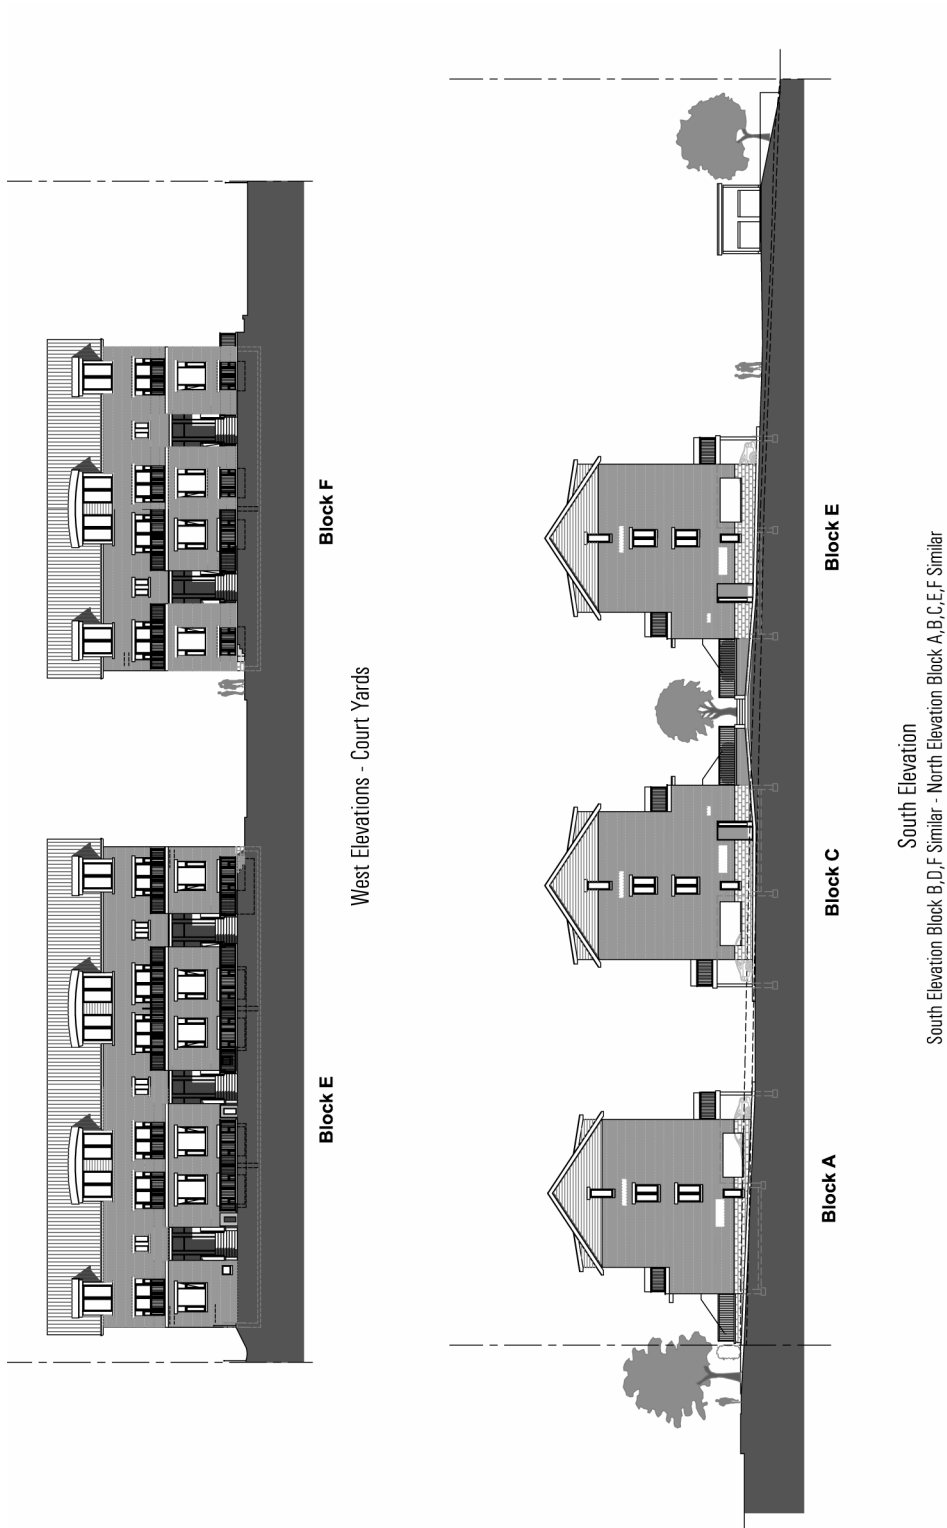 Block E
Block F
West Elevations - Court Yards
Block A
Block C
Block E
South Elevation
South Elevation Block B,D,F Similar - North Elevation Block A,B,C,E,F Similar